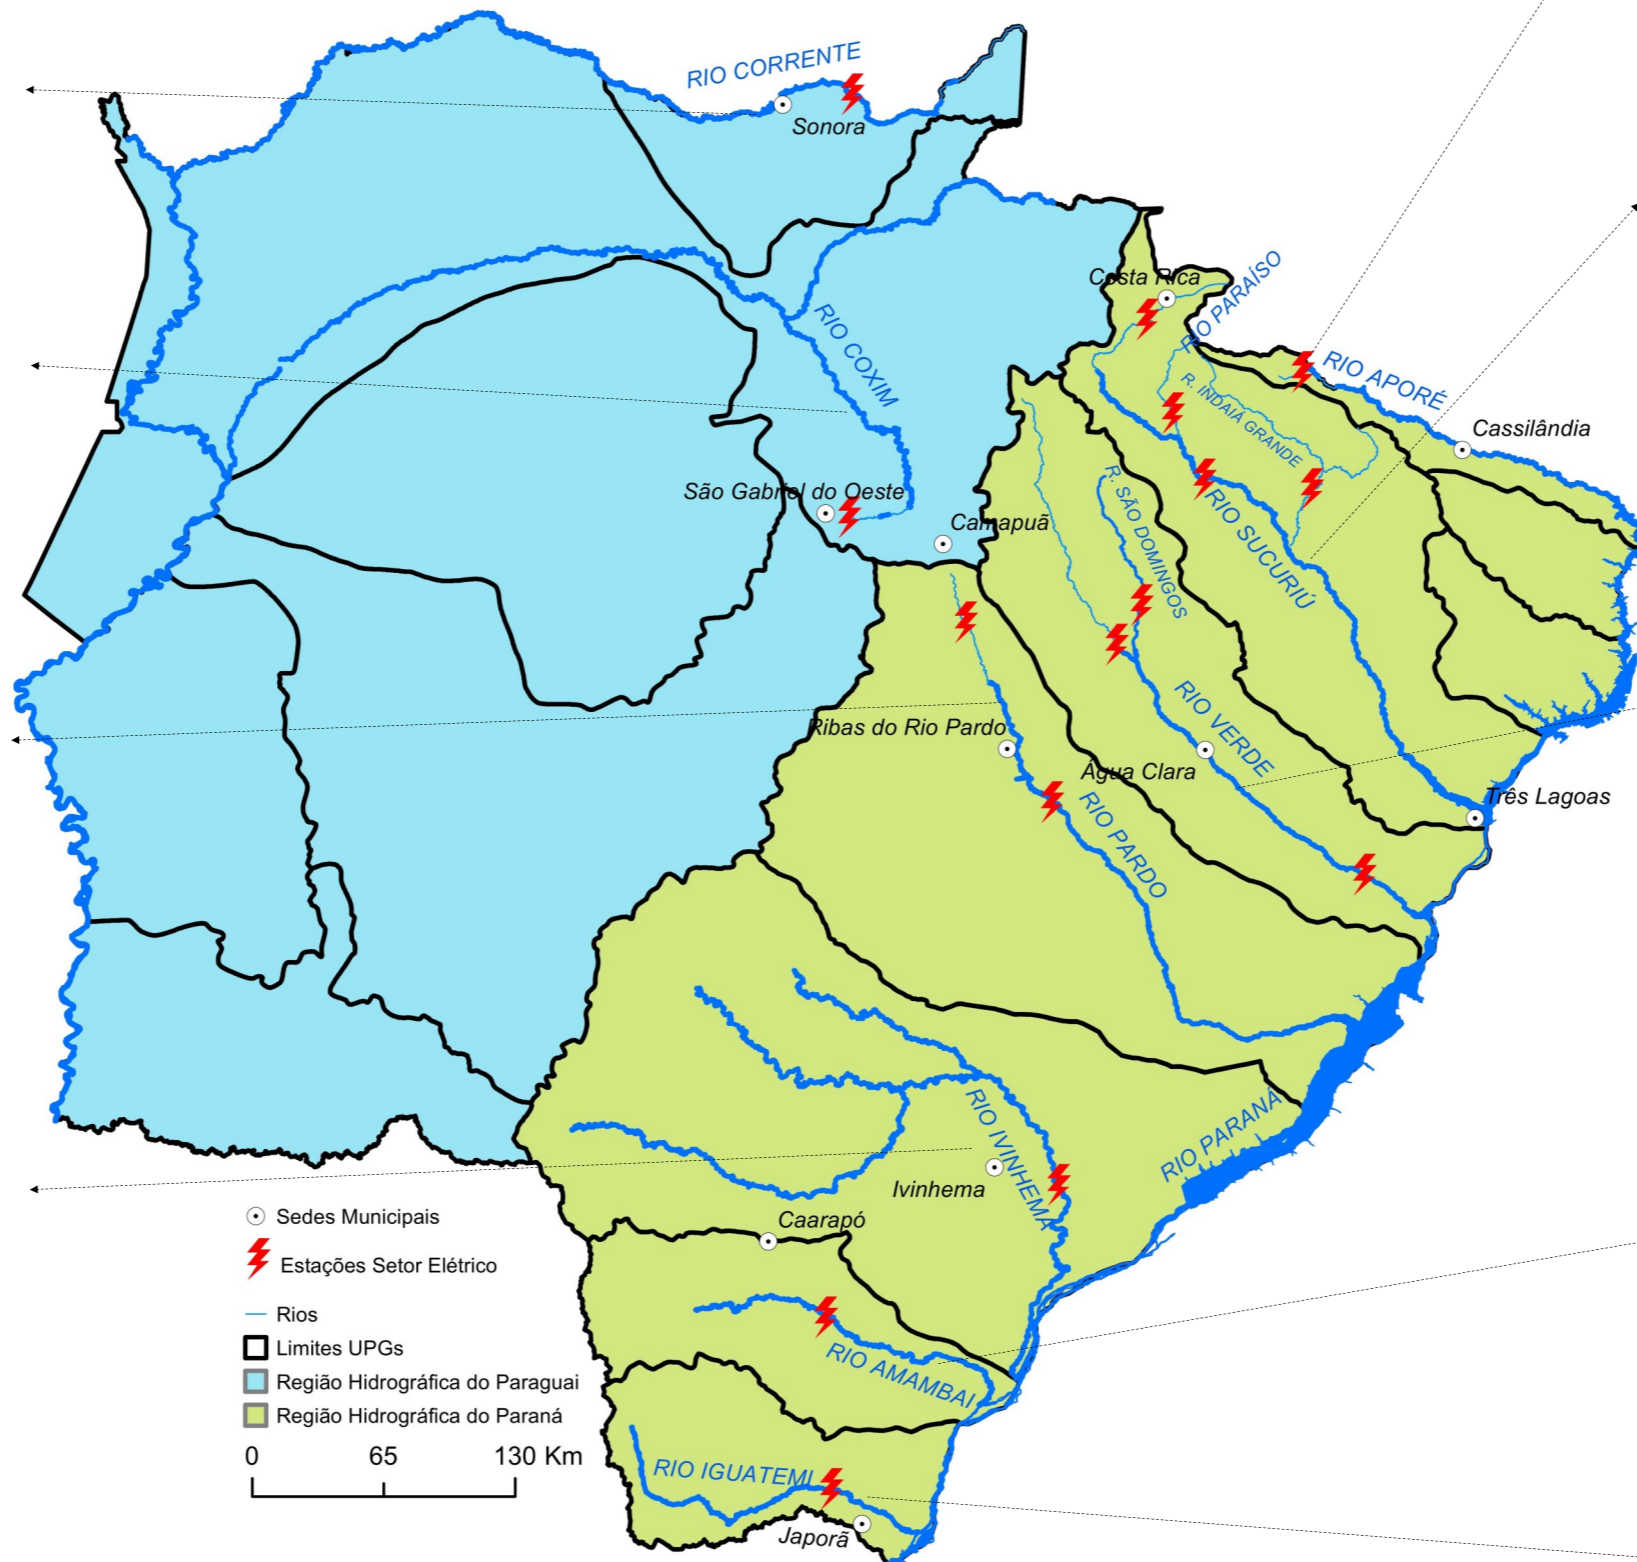 RIO CORRENTE
Sonora
Costa Rica
RIO PARAÍSO
RIO COXIM
RIO APORÉ
R. INDAIÁ GRANDE
Cassilândia
São Gabriel do Oeste
Camapuã
R. SÃO DOMINGOS
RIO SUCURIÚ
Ribas do Rio Pardo
RIO VERDE
Água Clara
Três Lagoas
RIO PARDO
RIO PARANÁ
RIO IVINHEMA
Ivinhema
Caarapó
RIO AMAMBAI
RIO IGUATEMI
Japorã
Sedes Municipais
Estações Setor Elétrico
Rios
Limites UPGs
Região Hidrográfica do Paraguai
Região Hidrográfica do Paraná
0 65 130 Km